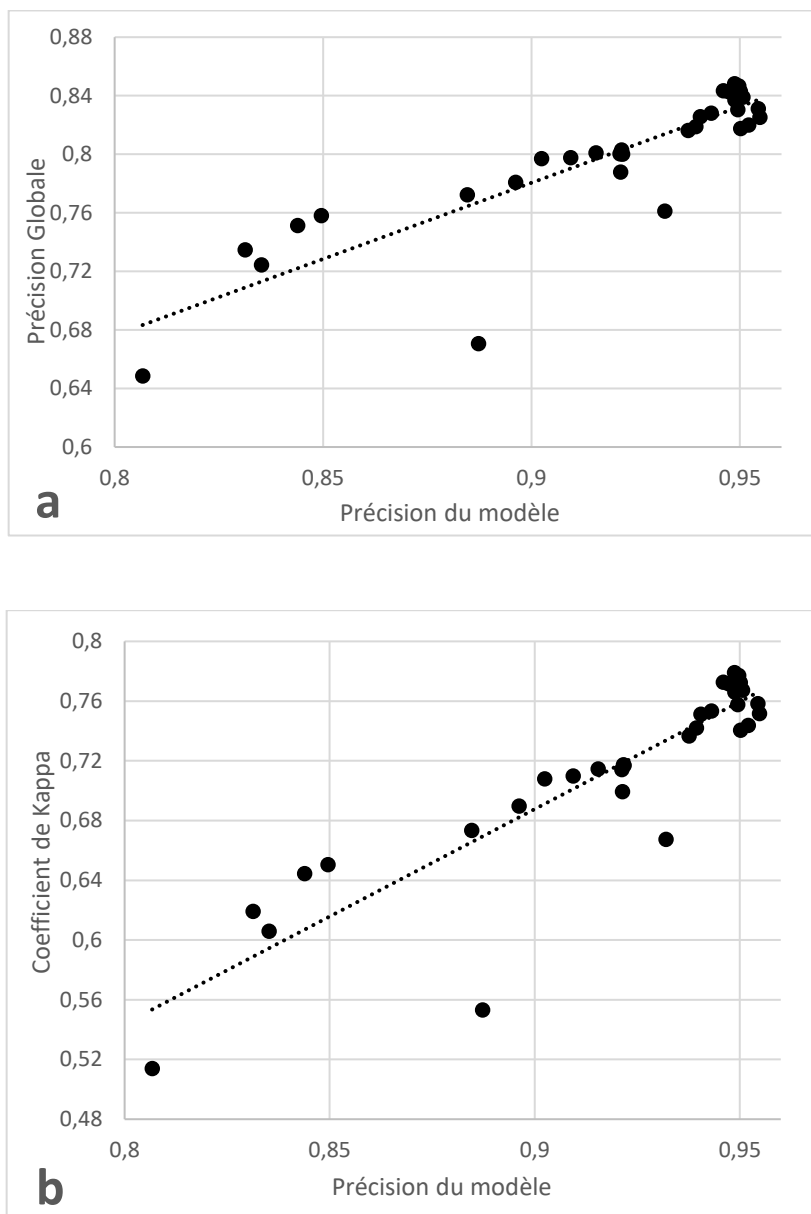 0,88
0,84
0,8
0,76
0,72
0,68
0,64
0,6
Précision Globale
0,8 0,85 0,9 0,95
Précision du modèle
a
0,8
0,76
0,72
0,68
0,64
0,6
0,56
0,52
0,48
Coefficient de Kappa
0,8 0,85 0,9 0,95
Précision du modèle
b